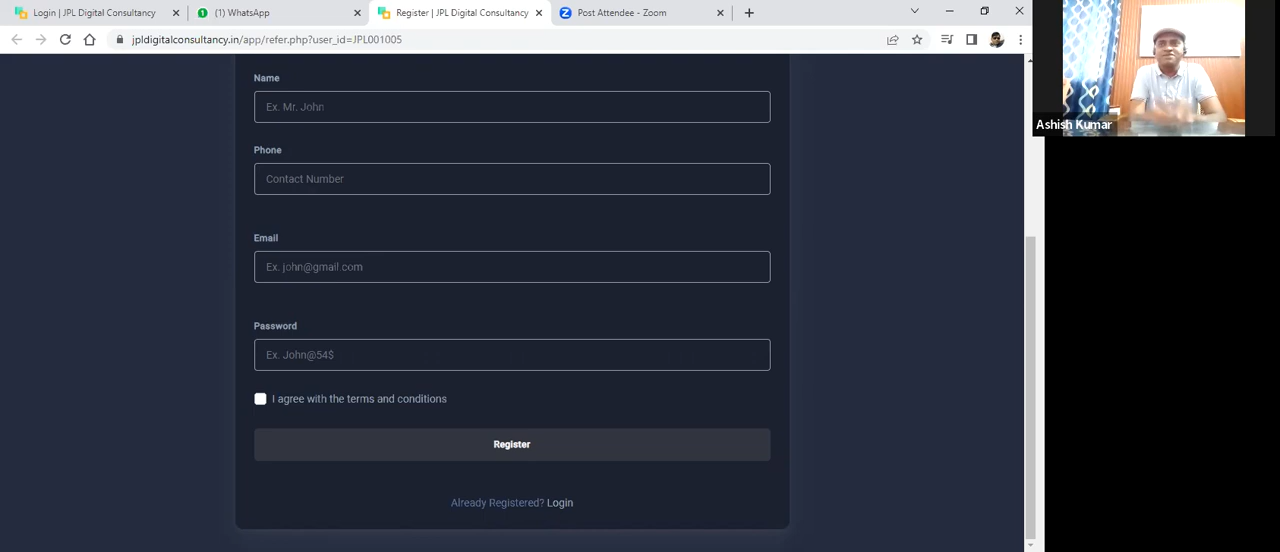 Login | JPL Digital Consultancy
(1) WhatsApp
Register | JPL Digital Consultancy
Post Attendee - Zoom
jpldigitalconsultancy.in/app/refer.php?user_id=JPL001005
Ashish Kumar
Name
Ex. Mr. John
Phone
Contact Number
Email
Ex. john@gmail com
Password
Ex. John@54$
I agree with the terms and conditions
Register
Already Registered? Login